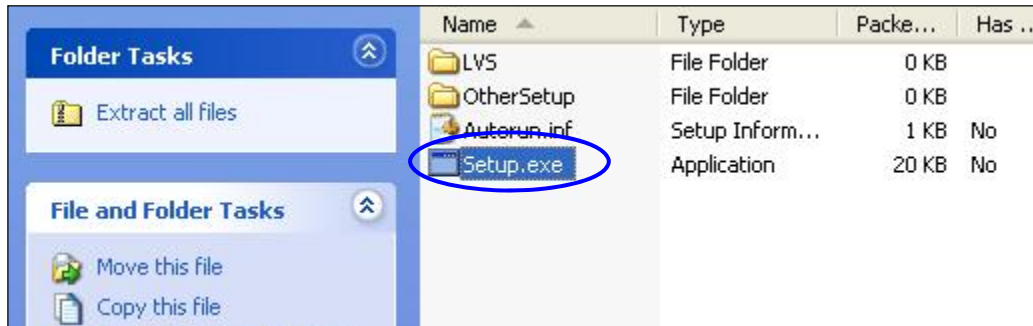 Folder Tasks
Extract all files
File and Folder Tasks
Move this file
Copy this file
Name Type Packe... Has ..
LVS File Folder 0 KB
OtherSetup File Folder 0 KB
Autorun.inf Setup Inform... 1 KB No
Setup.exe Application 20 KB No